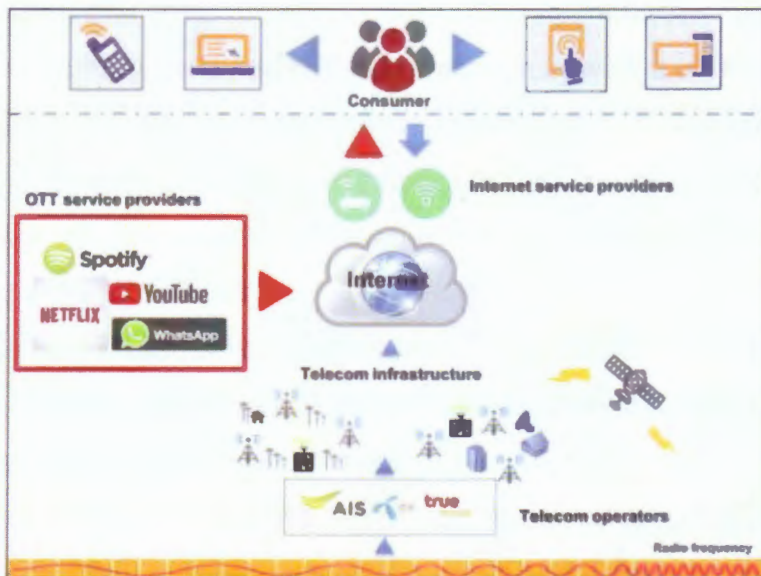 Consumer
Internet service providers
OTT service providers
Spotify
YouTube
NETFLIX
WhatsApp
Internet
Telecom infrastructure
AIS
true
Telecom operators
Radio frequency